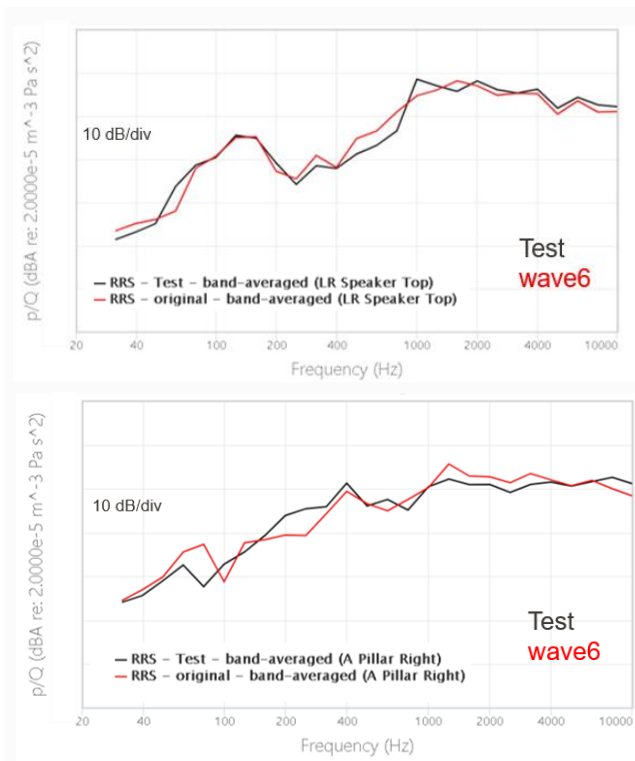 p/Q (dBA re: 2.0000e-5 m^-3 Pa s^2)
10 dB/div
Test
wave6
RRS - Test - band-averaged (LR Speaker Top)
RRS - original - band-averaged (LR Speaker Top)
20 40 100 200 400 1000 2000 4000 10000
Frequency (Hz)
p/Q (dBA re: 2.0000e-5 m^-3 Pa s^2)
10 dB/div
Test
wave6
RRS - Test - band-averaged (A Pillar Right)
RRS - original - band-averaged (A Pillar Right)
20 40 100 200 400 1000 2000 4000 10000
Frequency (Hz)